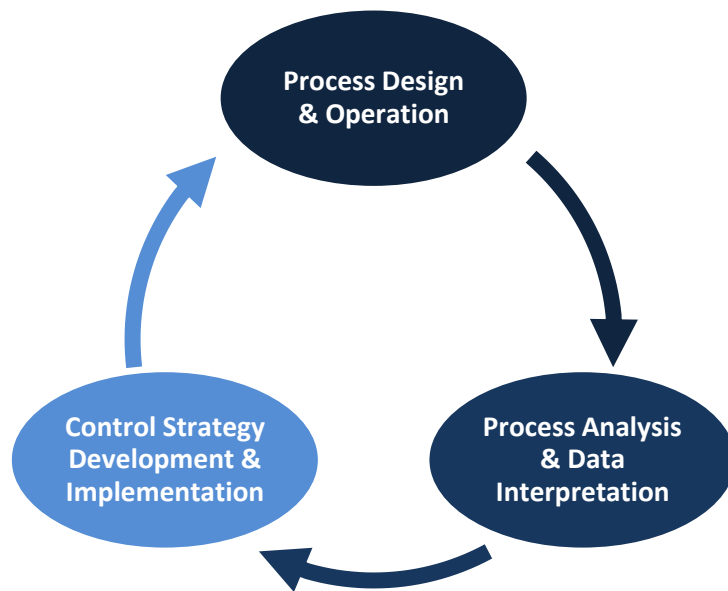 Process Design
& Operation
Process Analysis
& Data
Interpretation
Control Strategy
Development &
Implementation